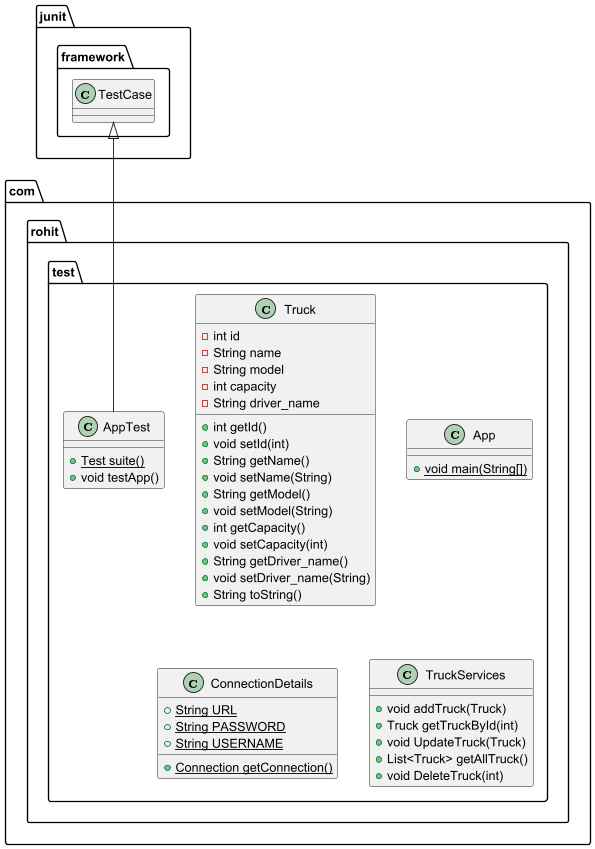 junit
framework
C TestCase
com
rohit
test
C Truck
int id
String name
String model
int capacity
String driver_name
int getId()
void setId(int)
String getName()
void setName(String)
String getModel()
void setModel(String)
int getCapacity()
void setCapacity(int)
String getDriver_name()
void setDriver_name(String)
String toString()
C AppTest
Test suite()
void testApp()
C App
void main(String[])
C ConnectionDetails
String URL
String PASSWORD
String USERNAME
Connection getConnection()
C TruckServices
void addTruck(Truck)
Truck getTruckById(int)
void UpdateTruck(Truck)
List<Truck> getAllTruck()
void DeleteTruck(int)